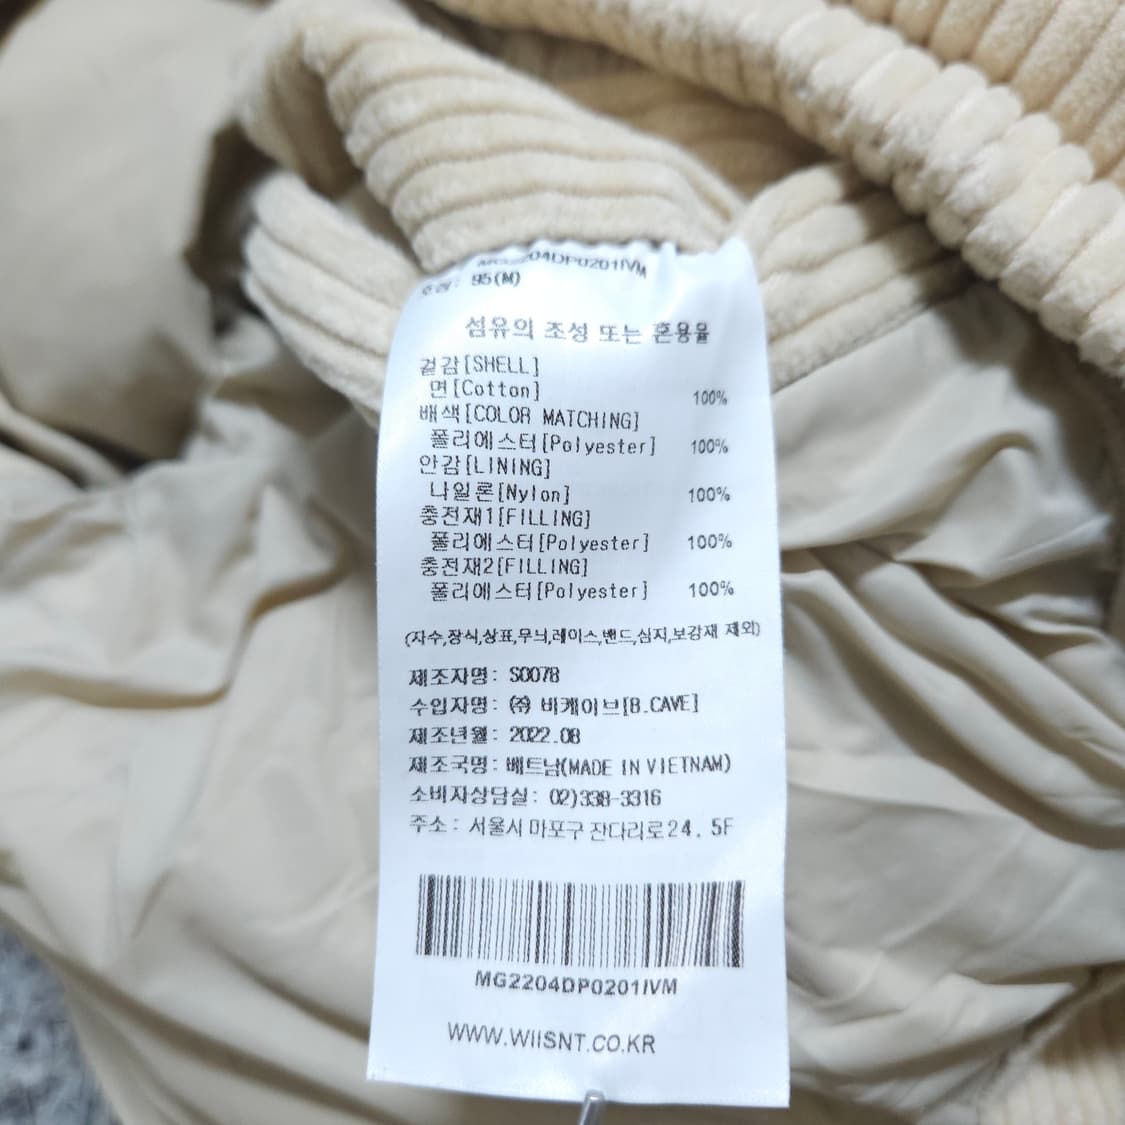 MG2204DP0201IVM
호칭: 95(M)
섬유의 조성 또는 혼용율
겉감[SHELL]
면[Cotton] 100%
배색[COLOR MATCHING]
폴리에스터[Polyester] 100%
안감[LINING]
나일론[Nylon] 100%
충전재1[FILLING]
폴리에스터[Polyester] 100%
충전재2[FILLING]
폴리에스터[Polyester] 100%
(자수,장식,상표,무늬,레이스,밴드,심지,보강재 제외)
제조자명: S0078
수입자명: ㈜ 비케이브[B.CAVE]
제조년월: 2022.08
제조국명: 베트남(MADE IN VIETNAM)
소비자상담실: 02)338-3316
주소: 서울시 마포구 잔다리로24. 5F
MG2204DP0201IVM
WWW.WIISNT.CO.KR